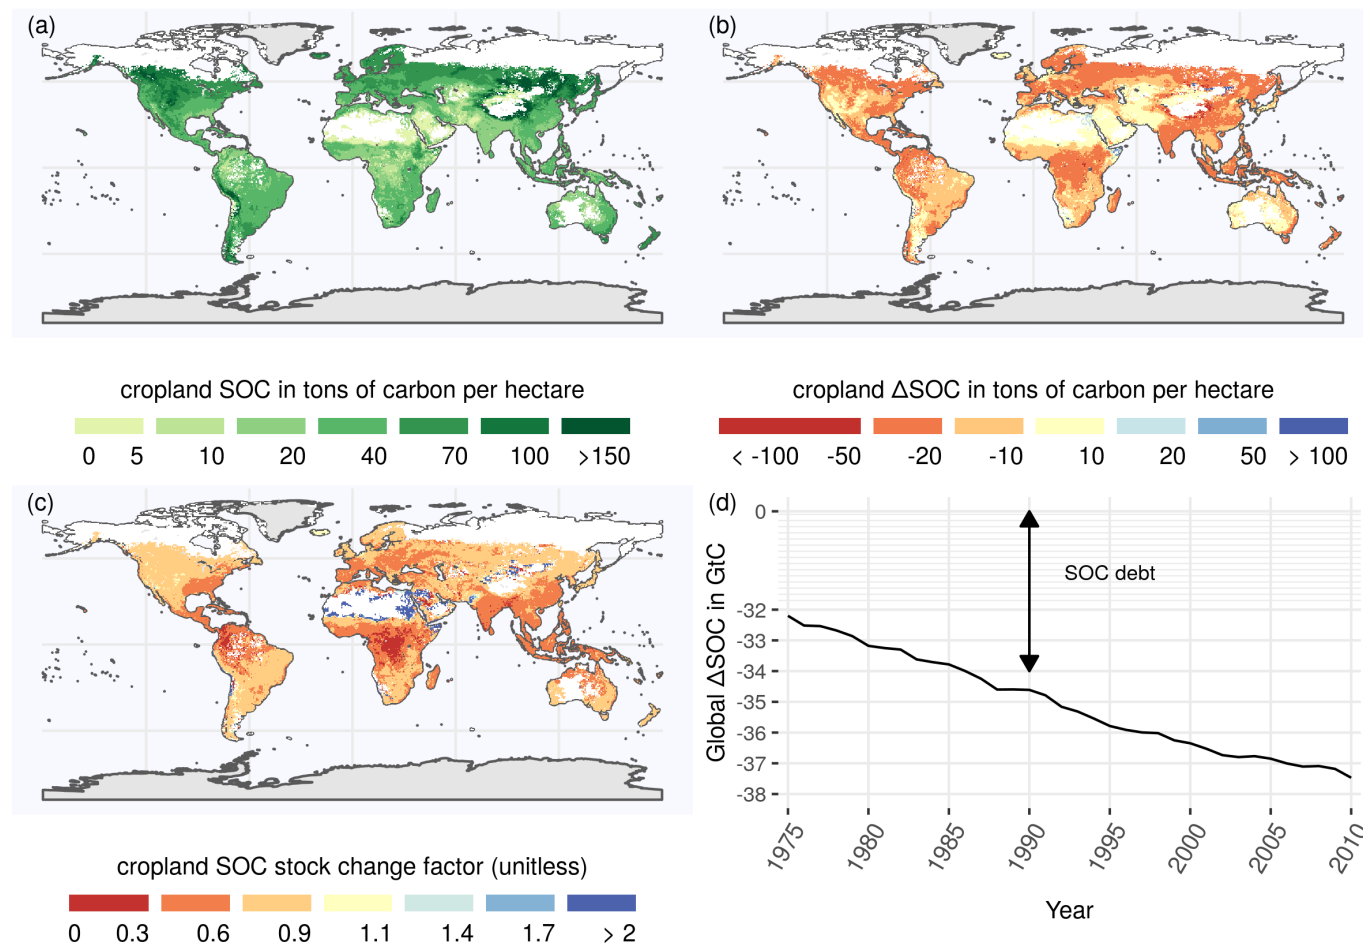 (a)
(b)
cropland SOC in tons of carbon per hectare
0 5 10 20 40 70 100 >150
cropland ΔSOC in tons of carbon per hectare
< -100 -50 -20 -10 10 20 50 > 100
(c)
cropland SOC stock change factor (unitless)
0 0.3 0.6 0.9 1.1 1.4 1.7 > 2
(d)
Global ΔSOC in GtC
0
-32
-33
-34
-35
-36
-37
-38
SOC debt
1975 1980 1985 1990 1995 2000 2005 2010
Year